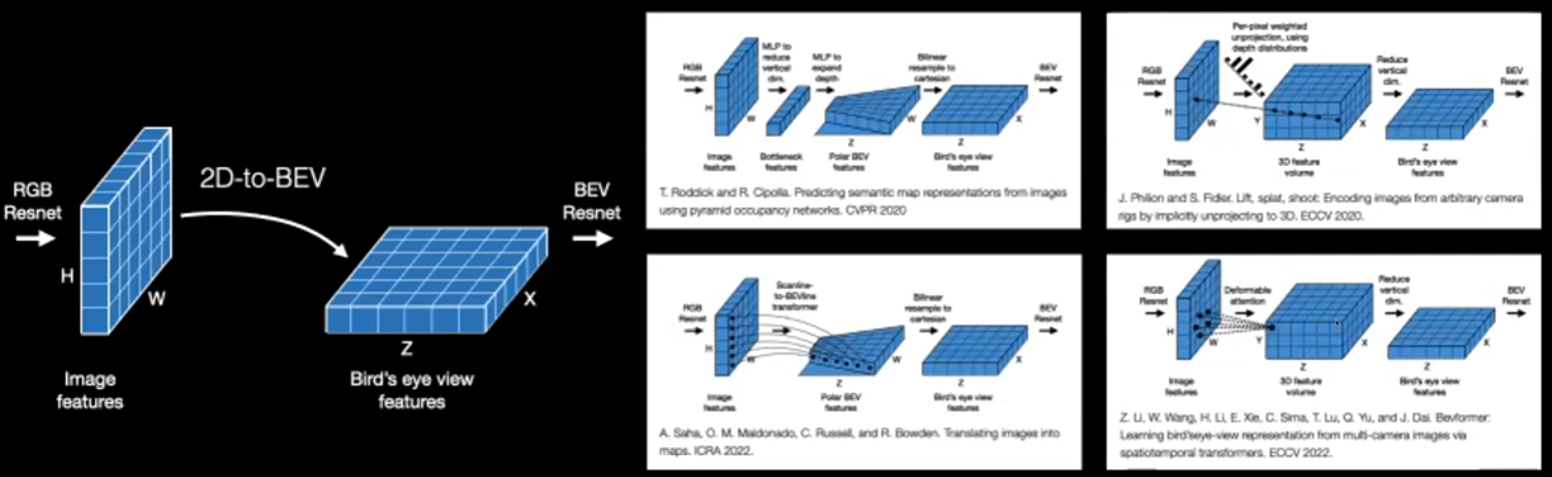 RGB
Resnet
H
W
Image
features
2D-to-BEV
Z
X
Bird's eye view
features
BEV
Resnet
RGB
Resnet
H
W
Image
features
MLP to
reduce
vertical
dim.
Bottleneck
features
MLP to
expand
depth
Z
W
Polar BEV
features
Bilinear
resample to
cartesian
Z
X
Bird's eye view
features
BEV
Resnet
T. Roddick and R. Cipolla. Predicting semantic map representations from images
using pyramid occupancy networks. CVPR 2020
RGB
Resnet
H
W
Image
features
Per-pixel weighted
unprojection, using
depth distributions
Y
Z
X
3D feature
volume
Reduce
vertical
dim.
Z
X
Bird's eye view
features
BEV
Resnet
J. Philion and S. Fidler. Lift, splat, shoot: Encoding images from arbitrary camera
rigs by implicitly unprojecting to 3D. ECCV 2020.
RGB
Resnet
H
W
Image
features
Scanline-
to-BEVline
transformer
Z
W
Polar BEV
features
Bilinear
resample to
cartesian
Z
X
Bird's eye view
features
BEV
Resnet
A. Saha, O. M. Maldonado, C. Russell, and R. Bowden. Translating images into
maps. ICRA 2022.
RGB
Resnet
H
W
Image
features
Deformable
attention
Y
Z
X
3D feature
volume
Reduce
vertical
dim.
Z
X
Bird's eye view
features
BEV
Resnet
Z. Li, W. Wang, H. Li, E. Xie, C. Sima, T. Lu, Q. Yu, and J. Dai. Bevformer:
Learning bird'seye-view representation from multi-camera images via
spatiotemporal transformers. ECCV 2022.